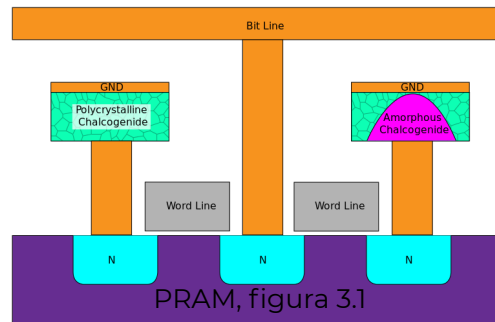 Bit Line
GND
GND
Polycrystalline
Chalcogenide
Amorphous
Chalcogenide
Word Line
Word Line
N
N
N
PRAM, figura 3.1